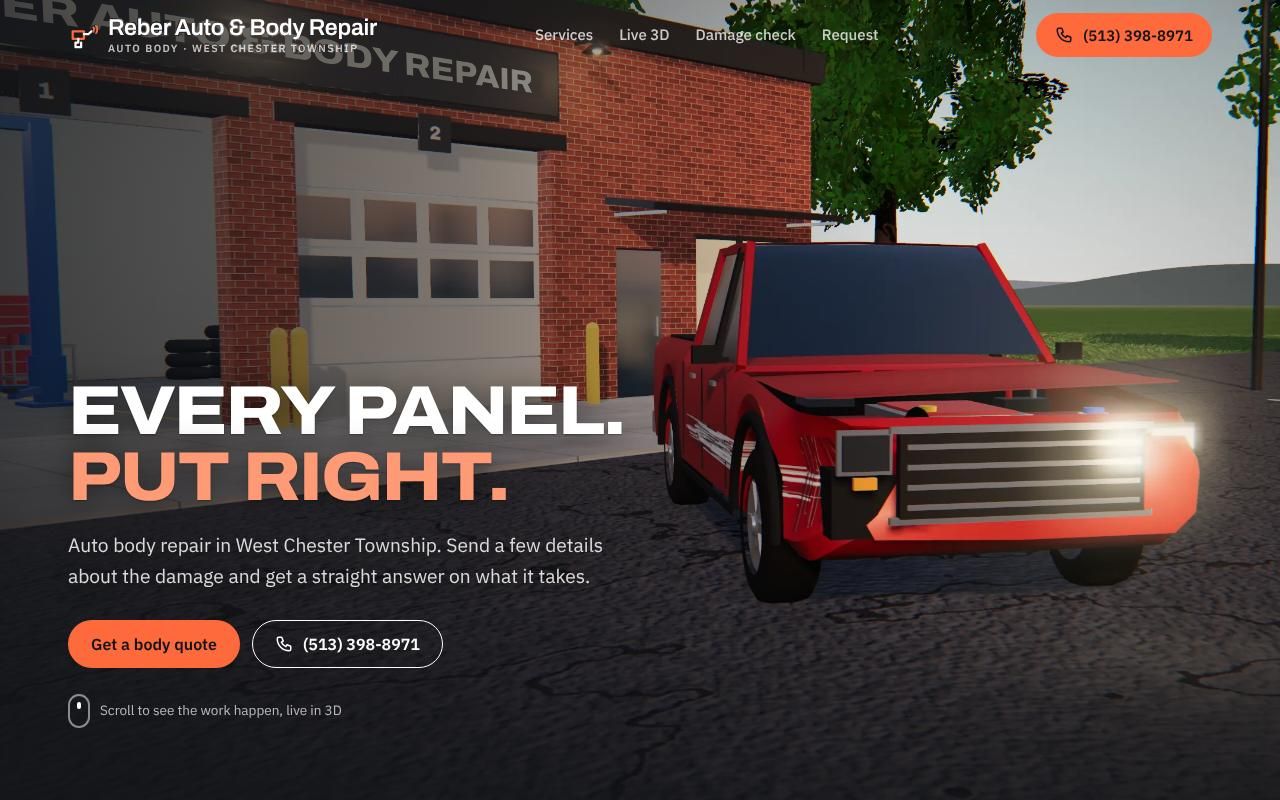 Reber Auto & Body Repair
AUTO BODY · WEST CHESTER TOWNSHIP
Services
Live 3D
Damage check
Request
(513) 398-8971
BODY REPAIR
1
2
EVERY PANEL.
PUT RIGHT.
Auto body repair in West Chester Township. Send a few details
about the damage and get a straight answer on what it takes.
Get a body quote
(513) 398-8971
Scroll to see the work happen, live in 3D